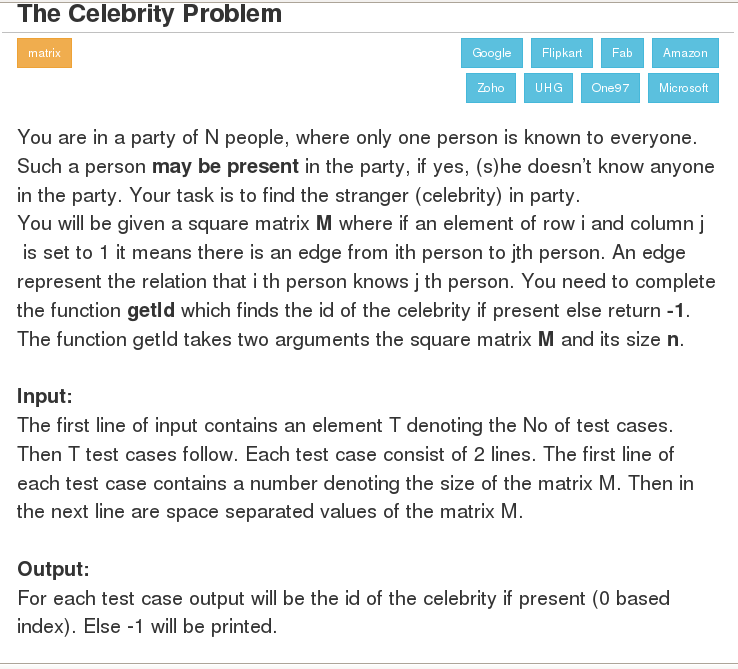 The Celebrity Problem
matrix
Google Flipkart Fab Amazon
Zoho UHG One97 Microsoft
You are in a party of N people, where only one person is known to everyone.
Such a person may be present in the party, if yes, (s)he doesn't know anyone
in the party. Your task is to find the stranger (celebrity) in party.
You will be given a square matrix M where if an element of row i and column j
is set to 1 it means there is an edge from ith person to jth person. An edge
represent the relation that i th person knows j th person. You need to complete
the function getId which finds the id of the celebrity if present else return -1.
The function getId takes two arguments the square matrix M and its size n.
Input:
The first line of input contains an element T denoting the No of test cases.
Then T test cases follow. Each test case consist of 2 lines. The first line of
each test case contains a number denoting the size of the matrix M. Then in
the next line are space separated values of the matrix M.
Output:
For each test case output will be the id of the celebrity if present (0 based
index). Else -1 will be printed.